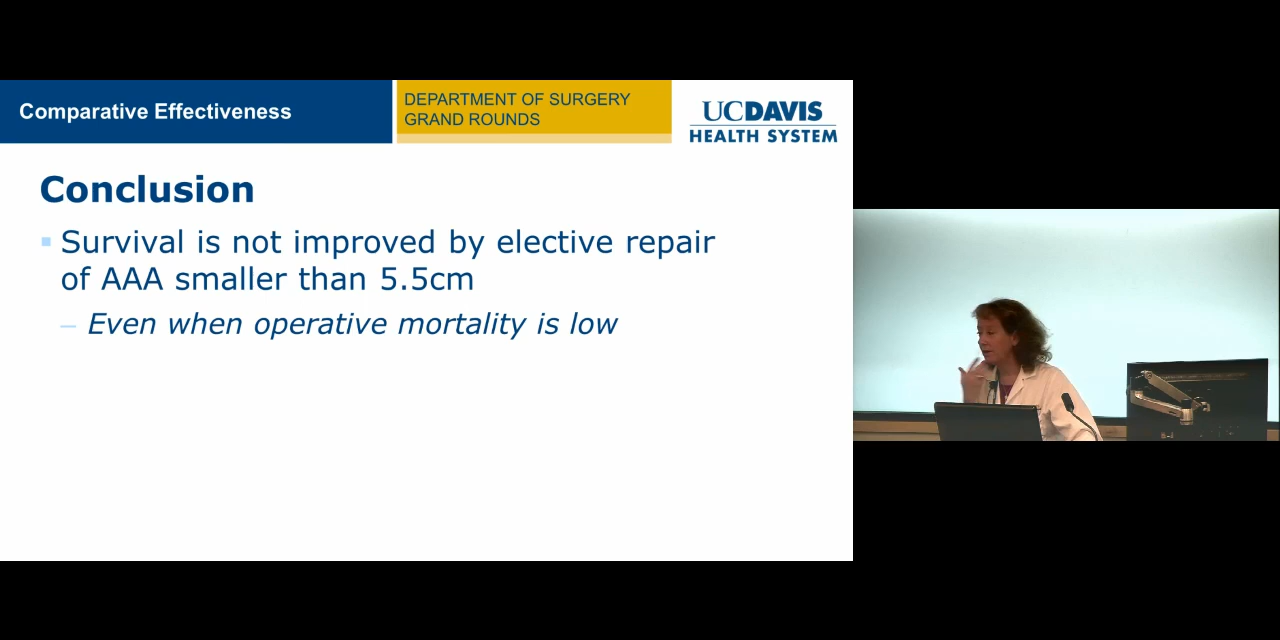 Comparative Effectiveness
DEPARTMENT OF SURGERY
GRAND ROUNDS
UCDAVIS
HEALTH SYSTEM
Conclusion
Survival is not improved by elective repair
of AAA smaller than 5.5cm
– Even when operative mortality is low